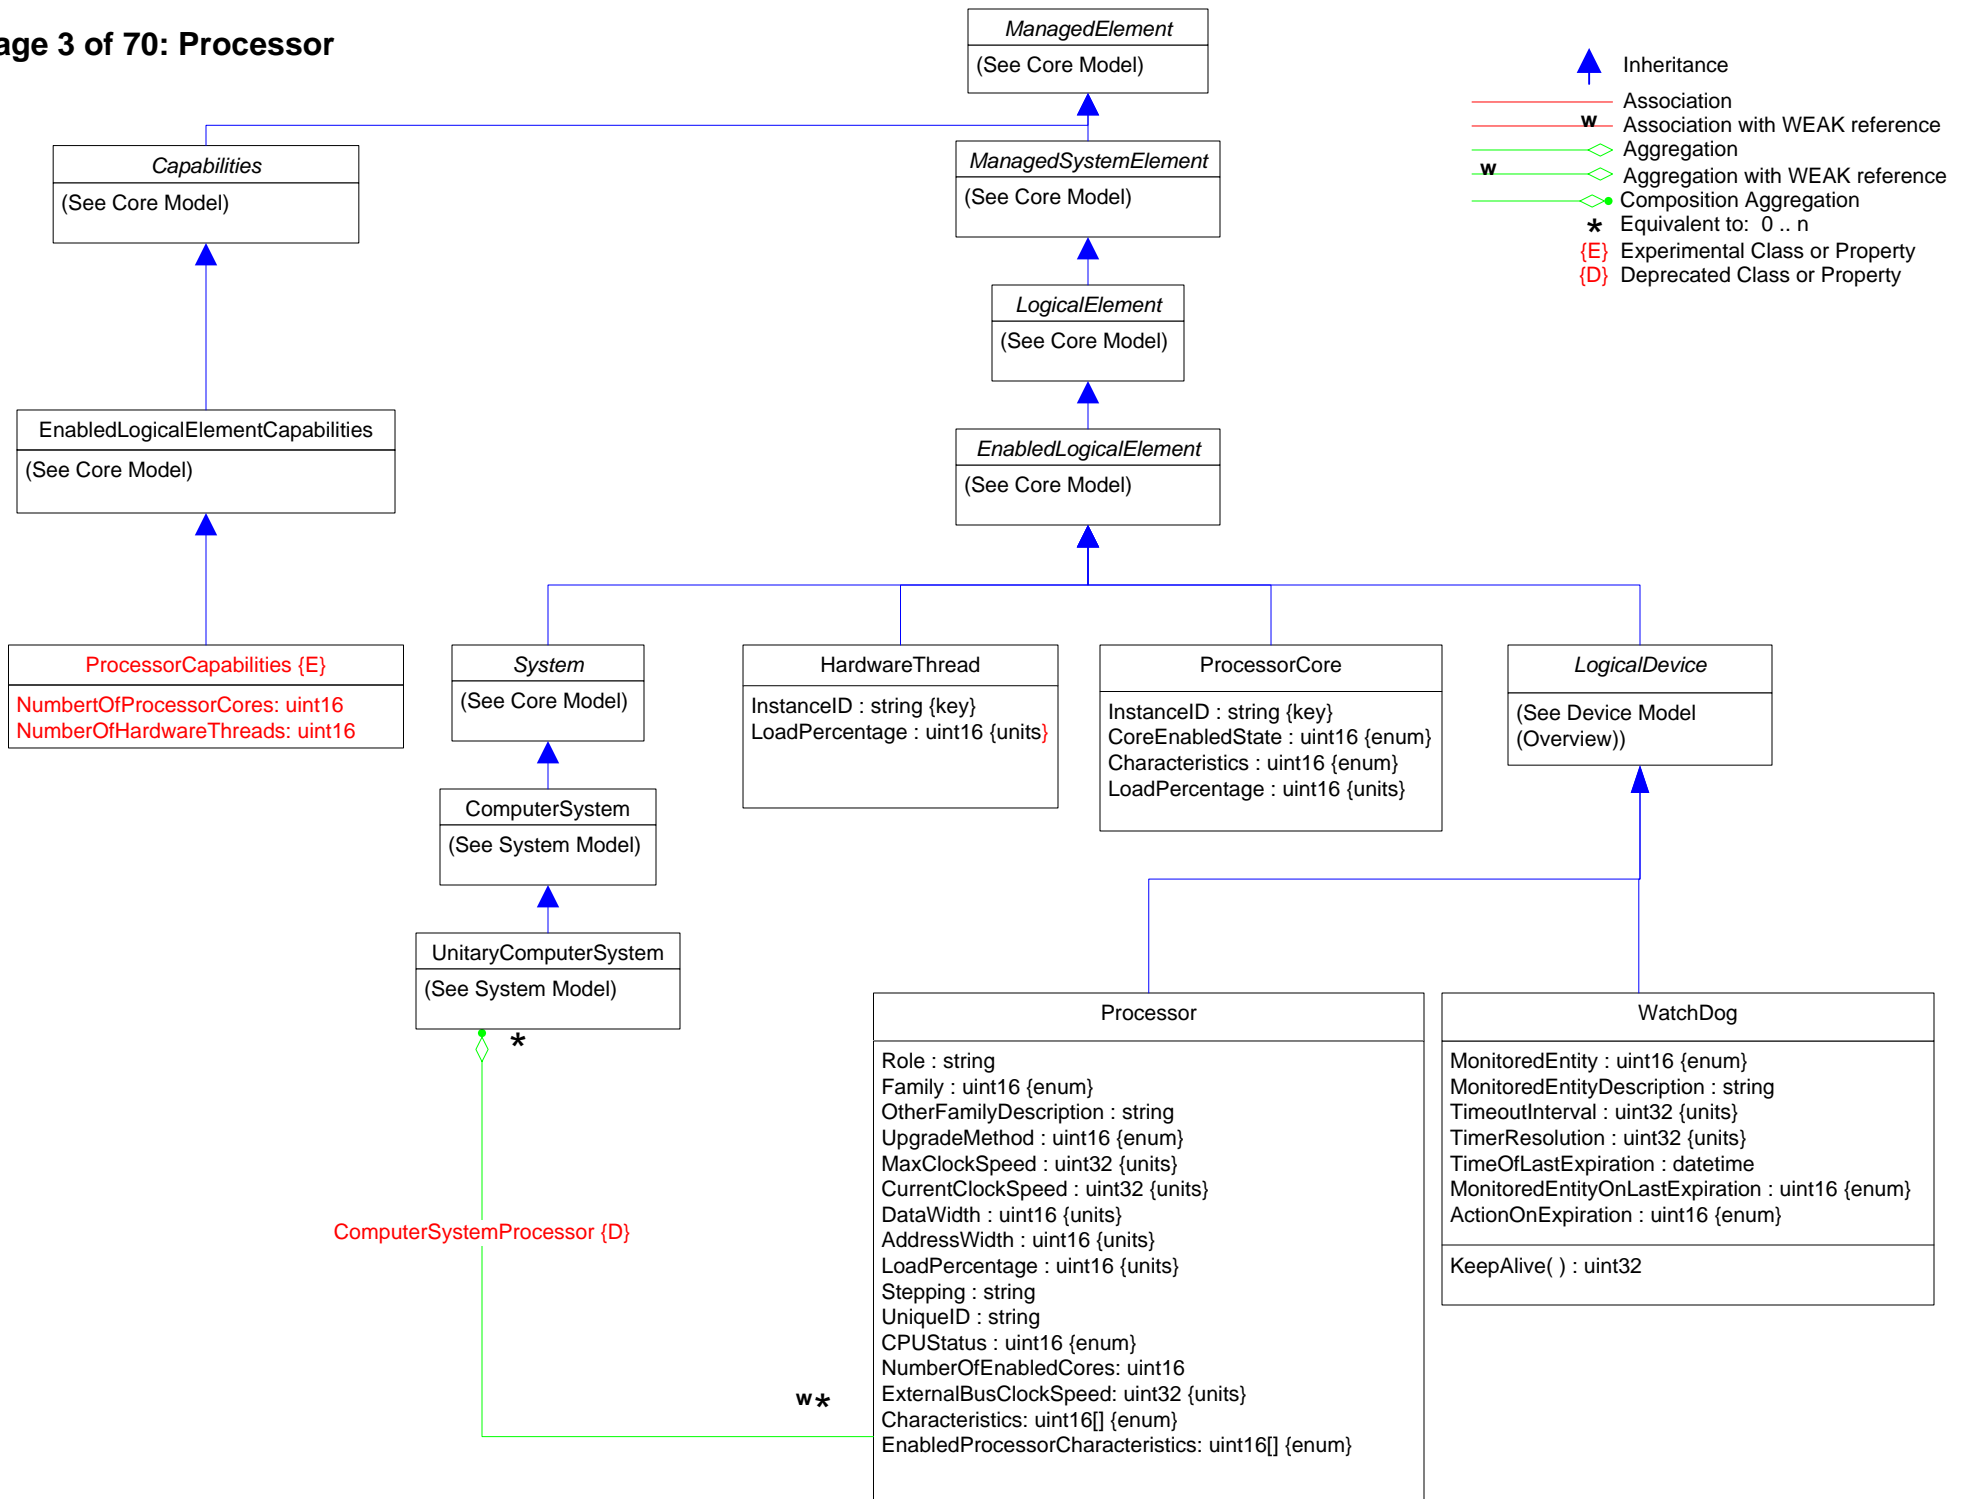 age 3 of 70: Processor
ManagedElement
(See Core Model)
Inheritance
Association
w
Association with WEAK reference
Aggregation
w
Aggregation with WEAK reference
Composition Aggregation
* Equivalent to: 0 .. n
{E} Experimental Class or Property
{D} Deprecated Class or Property
Capabilities
(See Core Model)
ManagedSystemElement
(See Core Model)
LogicalElement
(See Core Model)
EnabledLogicalElementCapabilities
(See Core Model)
EnabledLogicalElement
(See Core Model)
ProcessorCapabilities {E}
NumbertOfProcessorCores: uint16
NumberOfHardwareThreads: uint16
System
(See Core Model)
HardwareThread
InstanceID : string {key}
LoadPercentage : uint16 {units}
ProcessorCore
InstanceID : string {key}
CoreEnabledState : uint16 {enum}
Characteristics : uint16 {enum}
LoadPercentage : uint16 {units}
LogicalDevice
(See Device Model
(Overview))
ComputerSystem
(See System Model)
UnitaryComputerSystem
(See System Model)
*
ComputerSystemProcessor {D}
w*
Processor
Role : string
Family : uint16 {enum}
OtherFamilyDescription : string
UpgradeMethod : uint16 {enum}
MaxClockSpeed : uint32 {units}
CurrentClockSpeed : uint32 {units}
DataWidth : uint16 {units}
AddressWidth : uint16 {units}
LoadPercentage : uint16 {units}
Stepping : string
UniqueID : string
CPUStatus : uint16 {enum}
NumberOfEnabledCores: uint16
ExternalBusClockSpeed: uint32 {units}
Characteristics: uint16[] {enum}
EnabledProcessorCharacteristics: uint16[] {enum}
WatchDog
MonitoredEntity : uint16 {enum}
MonitoredEntityDescription : string
TimeoutInterval : uint32 {units}
TimerResolution : uint32 {units}
TimeOfLastExpiration : datetime
MonitoredEntityOnLastExpiration : uint16 {enum}
ActionOnExpiration : uint16 {enum}
KeepAlive( ) : uint32